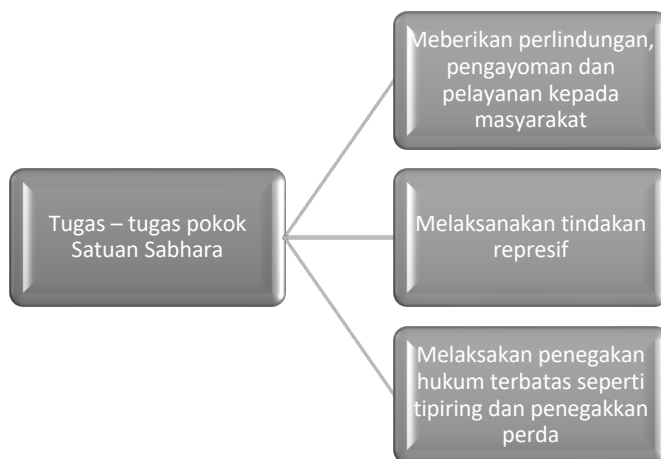 Meberikan perlindungan,
pengayoman dan
pelayanan kepada
masyarakat
Tugas – tugas pokok
Satuan Sabhara
Melaksanakan tindakan
represif
Melaksakan penegakan
hukum terbatas seperti
tipiring dan penegakkan
perda